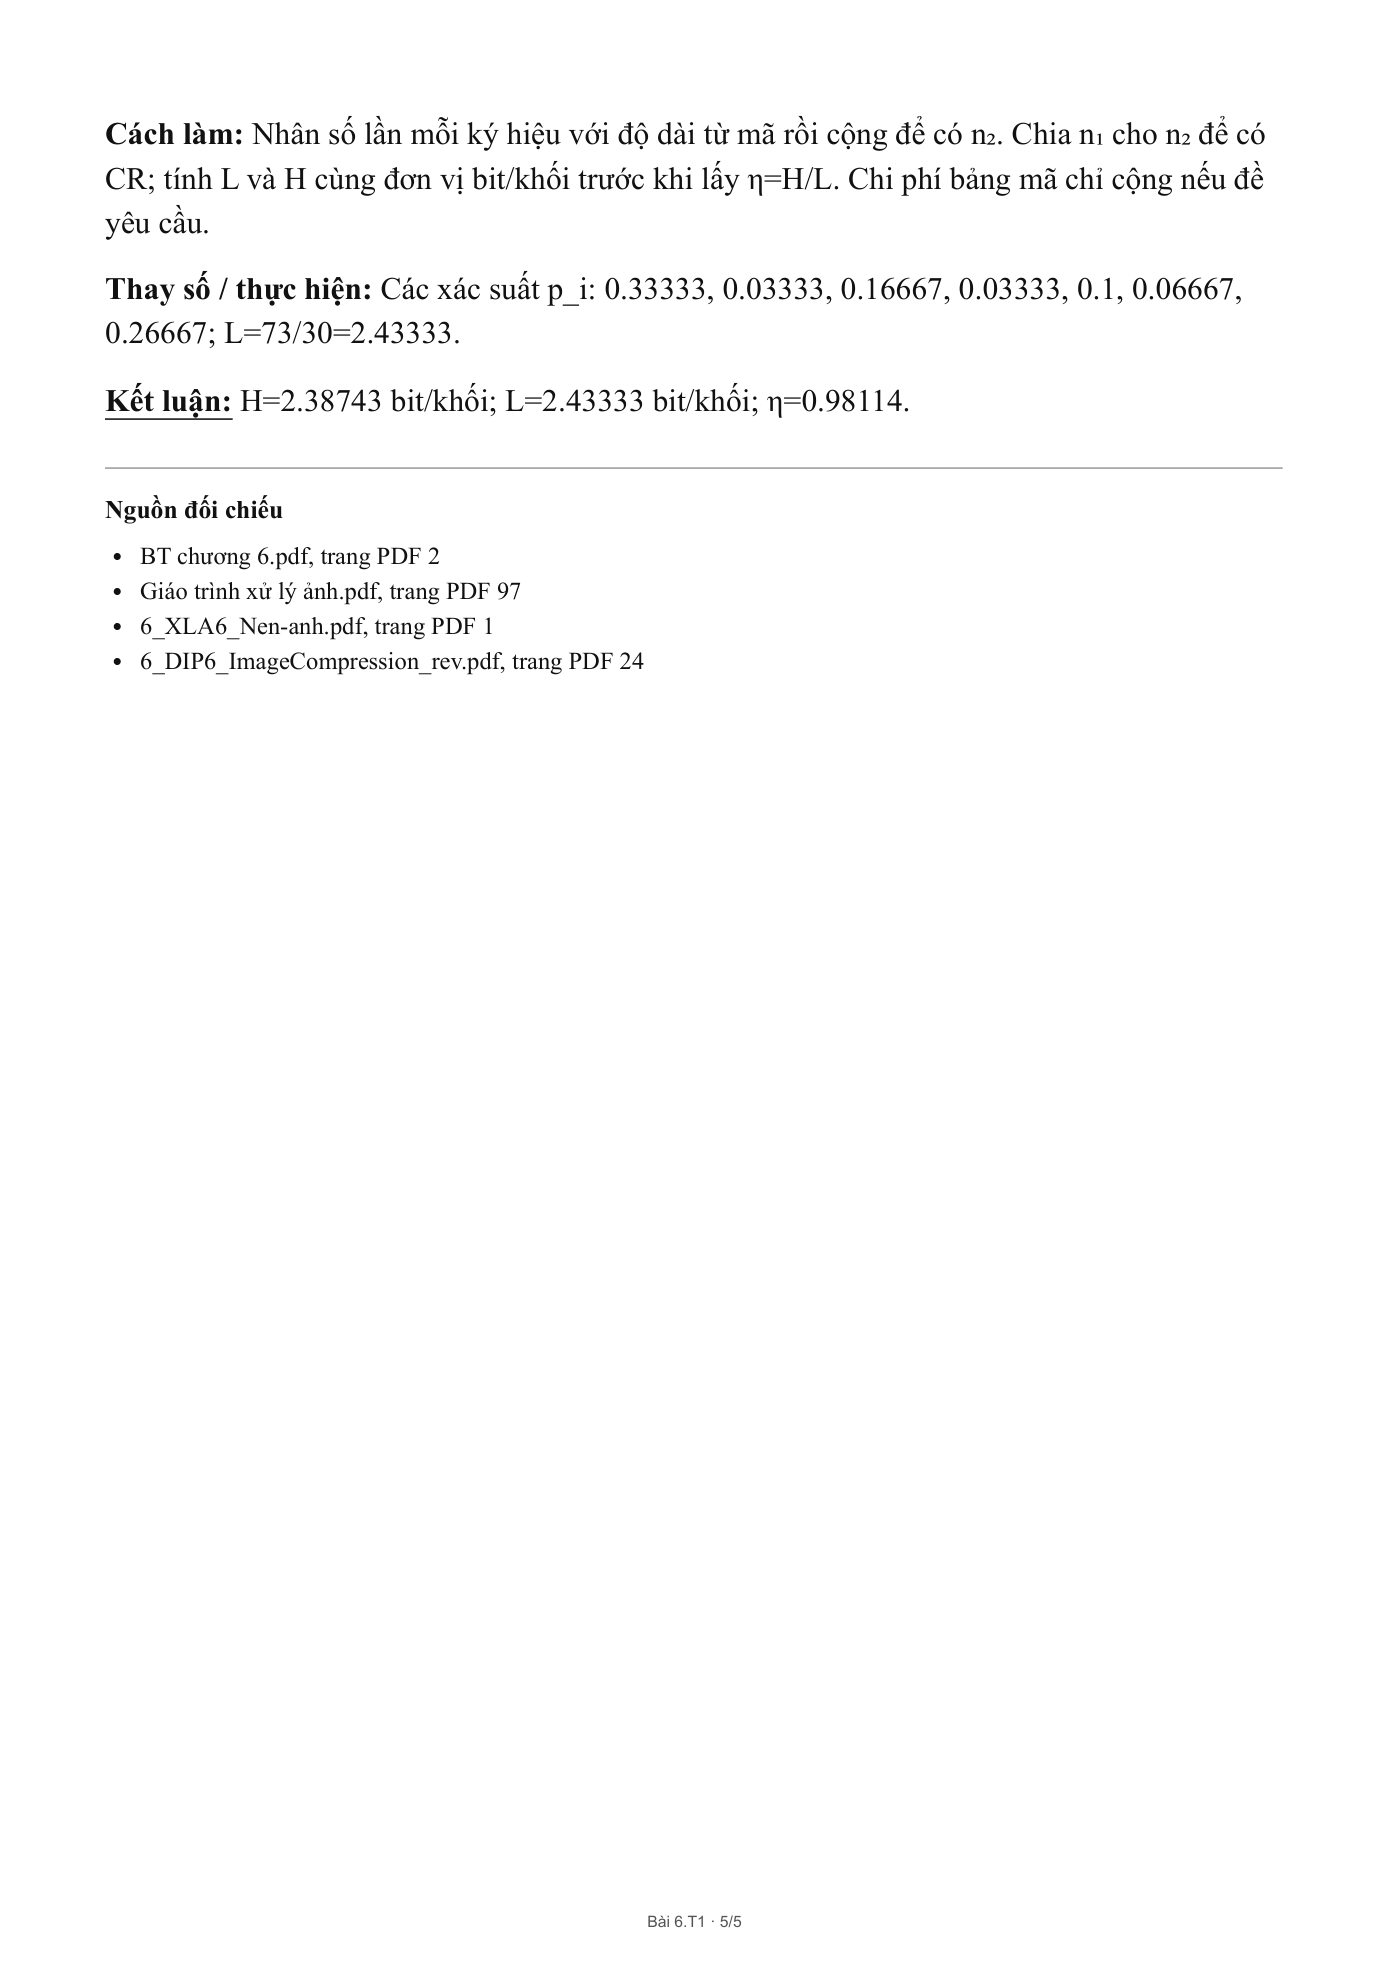 Cách làm: Nhân số lần mỗi ký hiệu với độ dài từ mã rồi cộng để có n₂. Chia n₁ cho n₂ để có
CR; tính L và H cùng đơn vị bit/khối trước khi lấy η=H/L. Chi phí bảng mã chỉ cộng nếu đề
yêu cầu.
Thay số / thực hiện: Các xác suất p_i: 0.33333, 0.03333, 0.16667, 0.03333, 0.1, 0.06667,
0.26667; L=73/30=2.43333.
Kết luận: H=2.38743 bit/khối; L=2.43333 bit/khối; η=0.98114.
Nguồn đối chiếu
• BT chương 6.pdf, trang PDF 2
• Giáo trình xử lý ảnh.pdf, trang PDF 97
• 6_XLA6_Nen-anh.pdf, trang PDF 1
• 6_DIP6_ImageCompression_rev.pdf, trang PDF 24
Bài 6.T1 · 5/5